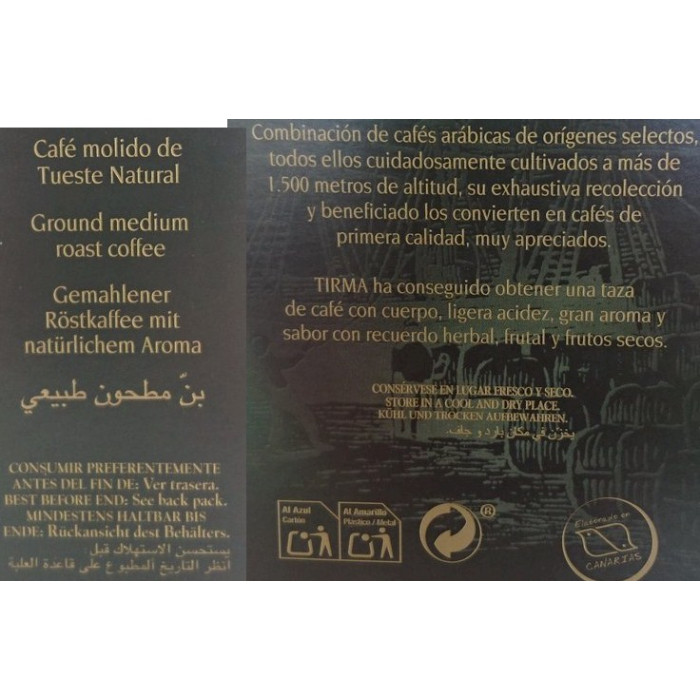 Café molido de
Tueste Natural
Ground medium
roast coffee
Gemahlener
Röstkaffee mit
natürlichem Aroma
بنّ مطحون طبيعي
CONSUMIR PREFERENTEMENTE
ANTES DEL FIN DE: Ver trasera.
BEST BEFORE END: See back pack.
MINDESTENS HALTBAR BIS
ENDE: Rückansicht dest Behälters.
يستحسن الاستهلاك قبل
انظر التاريخ المطبوع على قاعدة العلبة
Combinación de cafés arábicas de orígenes selectos,
todos ellos cuidadosamente cultivados a más de
1.500 metros de altitud, su exhaustiva recolección
y beneficiado los convierten en cafés de
primera calidad, muy apreciados.
TIRMA ha conseguido obtener una taza
de café con cuerpo, ligera acidez, gran aroma y
sabor con recuerdo herbal, frutal y frutos secos.
CONSÉRVESE EN LUGAR FRESCO Y SECO.
STORE IN A COOL AND DRY PLACE.
KÜHL UND TROCKEN AUFBEWAHREN.
يخزن في مكان بارد و جاف.
Al Azul
Cartón
Al Amarillo
Plástico / Metal
®
Elaborado en
CANARIAS